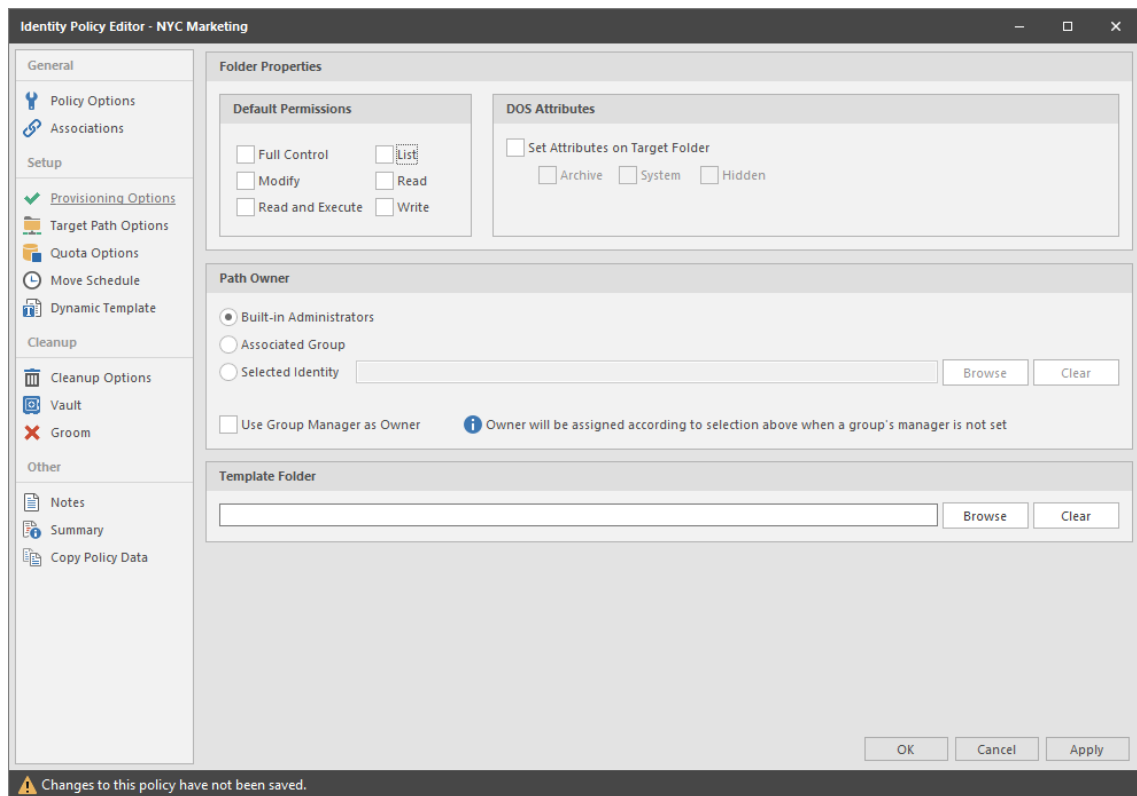 Identity Policy Editor - NYC Marketing
General
Policy Options
Associations
Setup
Provisioning Options
Target Path Options
Quota Options
Move Schedule
Dynamic Template
Cleanup
Cleanup Options
Vault
Groom
Other
Notes
Summary
Copy Policy Data
Folder Properties
Default Permissions
Full Control List
Modify Read
Read and Execute Write
DOS Attributes
Set Attributes on Target Folder
Archive System Hidden
Path Owner
Built-in Administrators
Associated Group
Selected Identity Browse Clear
Use Group Manager as Owner Owner will be assigned according to selection above when a group's manager is not set
Template Folder
Browse Clear
OK Cancel Apply
Changes to this policy have not been saved.